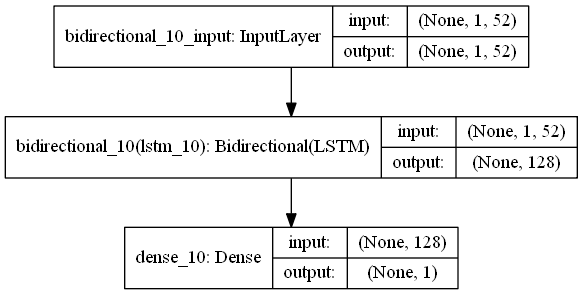 bidirectional_10_input: InputLayer
input: (None, 1, 52)
output: (None, 1, 52)
bidirectional_10(lstm_10): Bidirectional(LSTM)
input: (None, 1, 52)
output: (None, 128)
dense_10: Dense
input: (None, 128)
output: (None, 1)